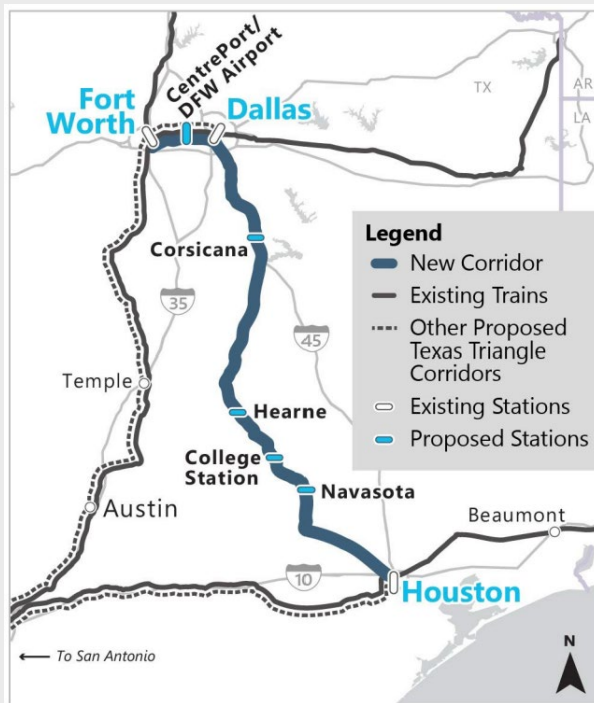 CentrePort/
DFW Airport
Fort
Worth
Dallas
TX
AR
LA
Corsicana
35
45
Temple
Hearne
College
Station
Navasota
Austin
Beaumont
10
Houston
← To San Antonio
N
Legend
New Corridor
Existing Trains
Other Proposed
Texas Triangle
Corridors
Existing Stations
Proposed Stations